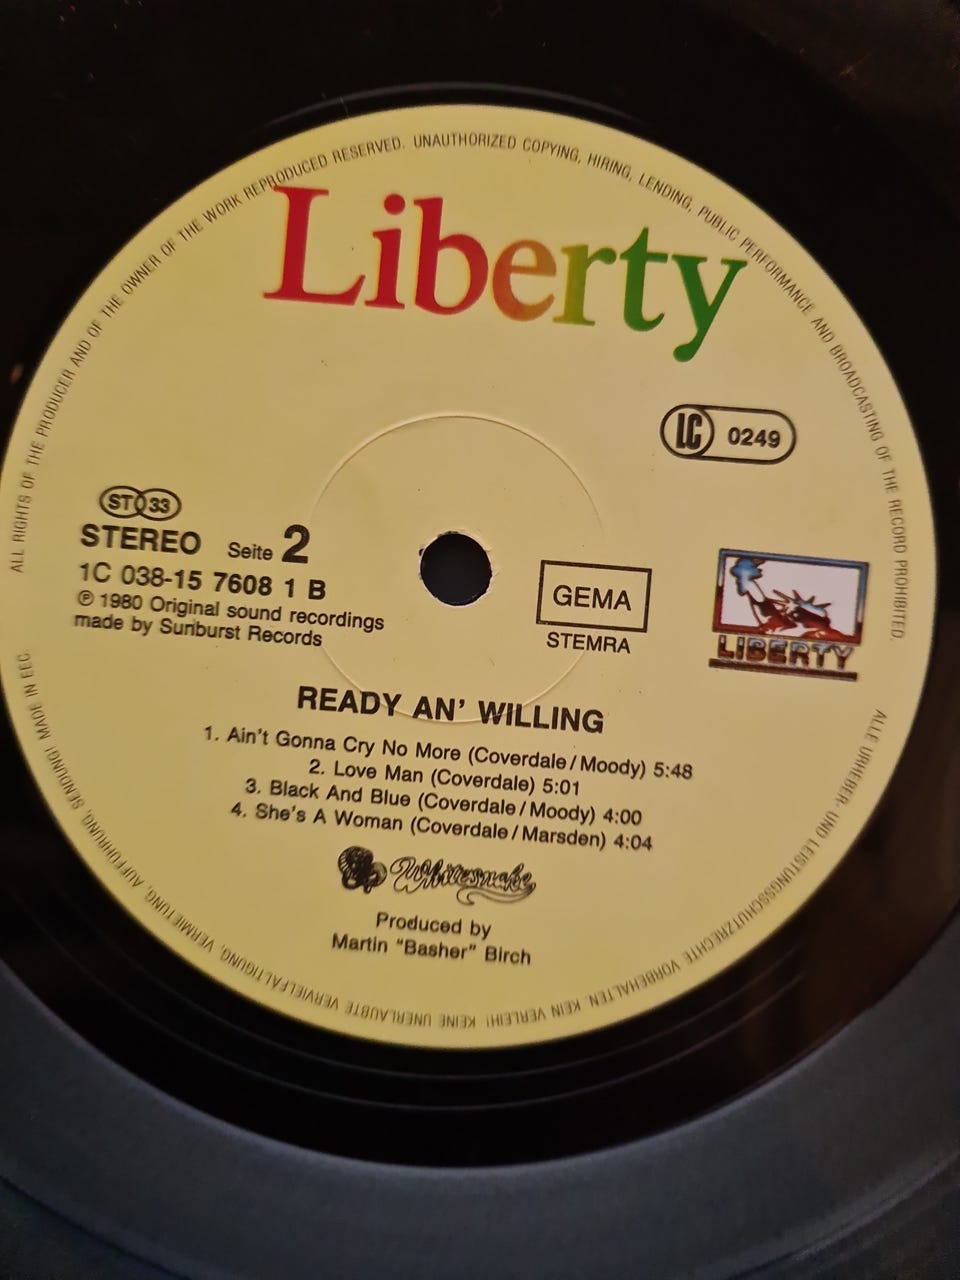 ALL RIGHTS OF THE PRODUCER AND OF THE OWNER OF THE WORK REPRODUCED RESERVED. UNAUTHORIZED COPYING, HIRING, LENDING, PUBLIC PERFORMANCE AND BROADCASTING OF THE RECORD PROHIBITED.
Liberty
LC 0249
ST 33
STEREO Seite 2
1C 038-15 7608 1 B
℗ 1980 Original sound recordings
made by Sunburst Records
GEMA
STEMRA
LIBERTY
READY AN' WILLING
1. Ain't Gonna Cry No More (Coverdale/Moody) 5:48
2. Love Man (Coverdale) 5:01
3. Black And Blue (Coverdale/Moody) 4:00
4. She's A Woman (Coverdale/Marsden) 4:04
Whitesnake
Produced by
Martin "Basher" Birch
ALLE URHEBER- UND LEISTUNGSSCHUTZRECHTE VORBEHALTEN. KEIN VERLEIH! KEINE UNERLAUBTE VERVIELFÄLTIGUNG, VERMIETUNG, AUFFÜHRUNG, SENDUNG! MADE IN EEC.